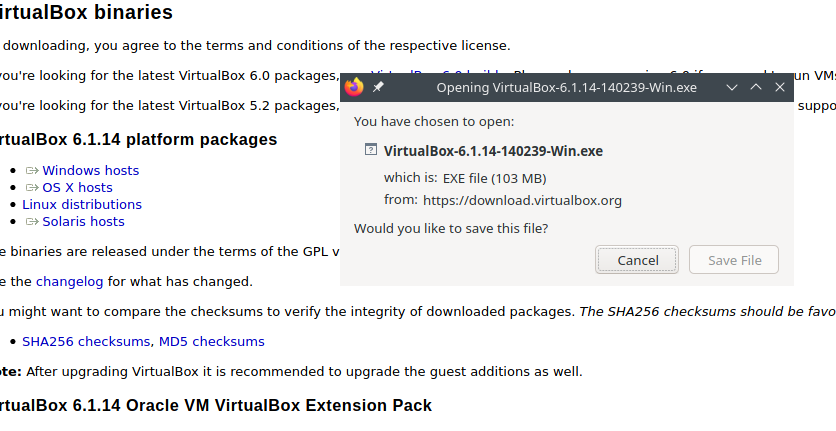 irtualBox binaries
downloading, you agree to the terms and conditions of the respective license.
you're looking for the latest VirtualBox 6.0 packages,
you're looking for the latest VirtualBox 5.2 packages, suppo
rtualBox 6.1.14 platform packages
Windows hosts
OS X hosts
Linux distributions
Solaris hosts
e binaries are released under the terms of the GPL v
e the changelog for what has changed.
u might want to compare the checksums to verify the integrity of downloaded packages. The SHA256 checksums should be favo
SHA256 checksums, MD5 checksums
ote: After upgrading VirtualBox it is recommended to upgrade the guest additions as well.
rtualBox 6.1.14 Oracle VM VirtualBox Extension Pack
Opening VirtualBox-6.1.14-140239-Win.exe
You have chosen to open:
VirtualBox-6.1.14-140239-Win.exe
which is: EXE file (103 MB)
from: https://download.virtualbox.org
Would you like to save this file?
Cancel Save File